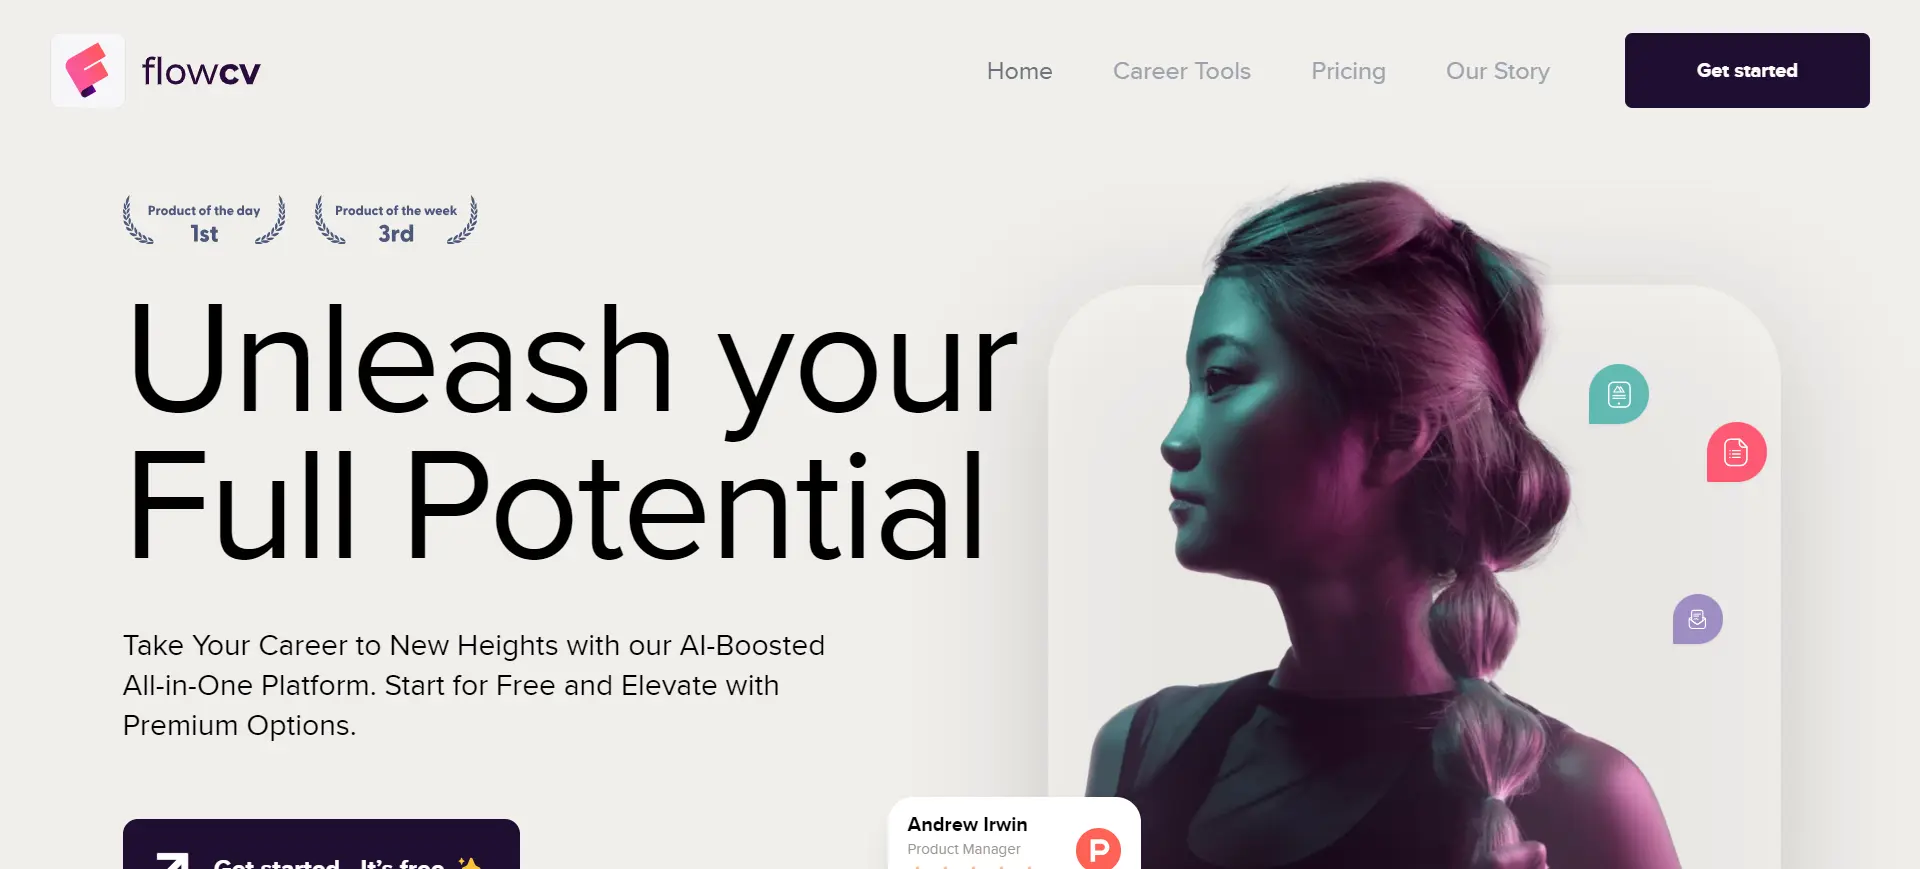 flowcv
Home
Career Tools
Pricing
Our Story
Get started
Product of the day
1st
Product of the week
3rd
Unleash your
Full Potential
Take Your Career to New Heights with our AI-Boosted
All-in-One Platform. Start for Free and Elevate with
Premium Options.
Get started - It's free ✨
Andrew Irwin
Product Manager
P